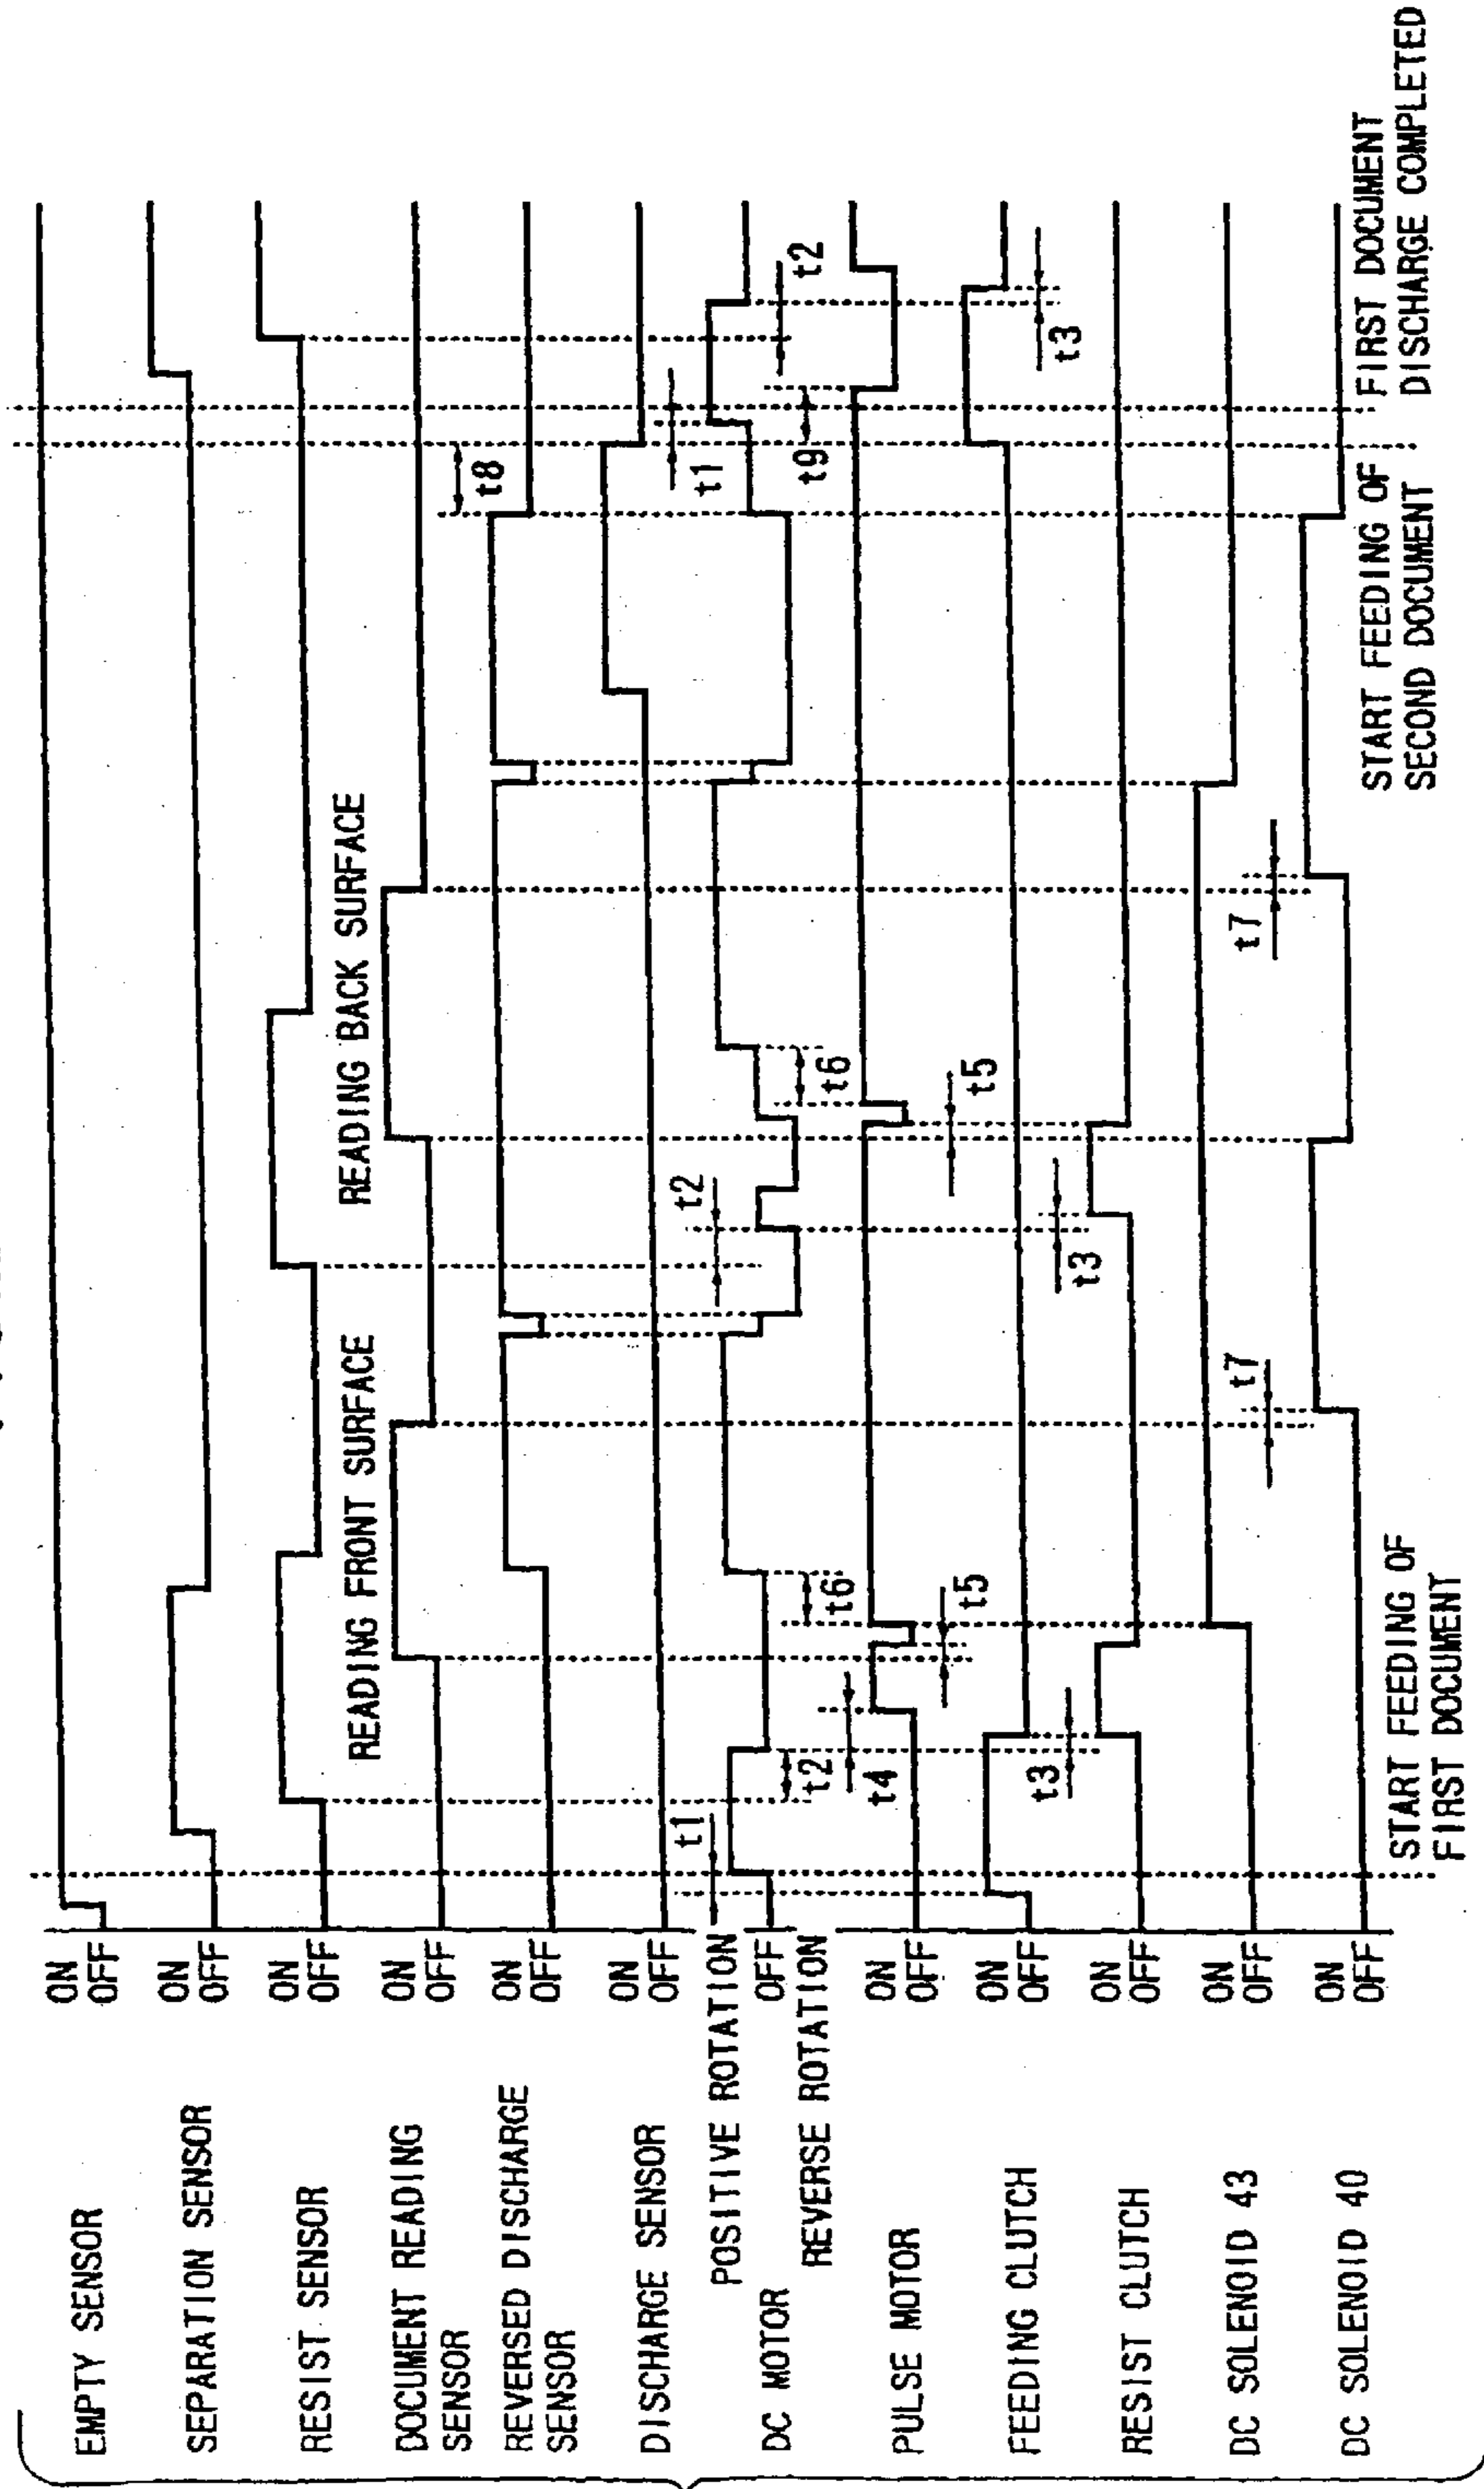 EMPTY SENSOR
ON
OFF
SEPARATION SENSOR
ON
OFF
RESIST SENSOR
ON
OFF
DOCUMENT READING
SENSOR
ON
OFF
REVERSED DISCHARGE
SENSOR
ON
OFF
DISCHARGE SENSOR
ON
OFF
DC MOTOR
POSITIVE ROTATION
OFF
REVERSE ROTATION
PULSE MOTOR
ON
OFF
FEEDING CLUTCH
ON
OFF
RESIST CLUTCH
ON
OFF
DC SOLENOID 43
ON
OFF
DC SOLENOID 40
ON
OFF
READING FRONT SURFACE
READING BACK SURFACE
t8
t1
t2
t1
t2
t9
t2
t6
t6
t4
t5
t5
t3
t3
t3
t7
t7
START FEEDING OF
FIRST DOCUMENT
START FEEDING OF
SECOND DOCUMENT
FIRST DOCUMENT
DISCHARGE COMPLETED